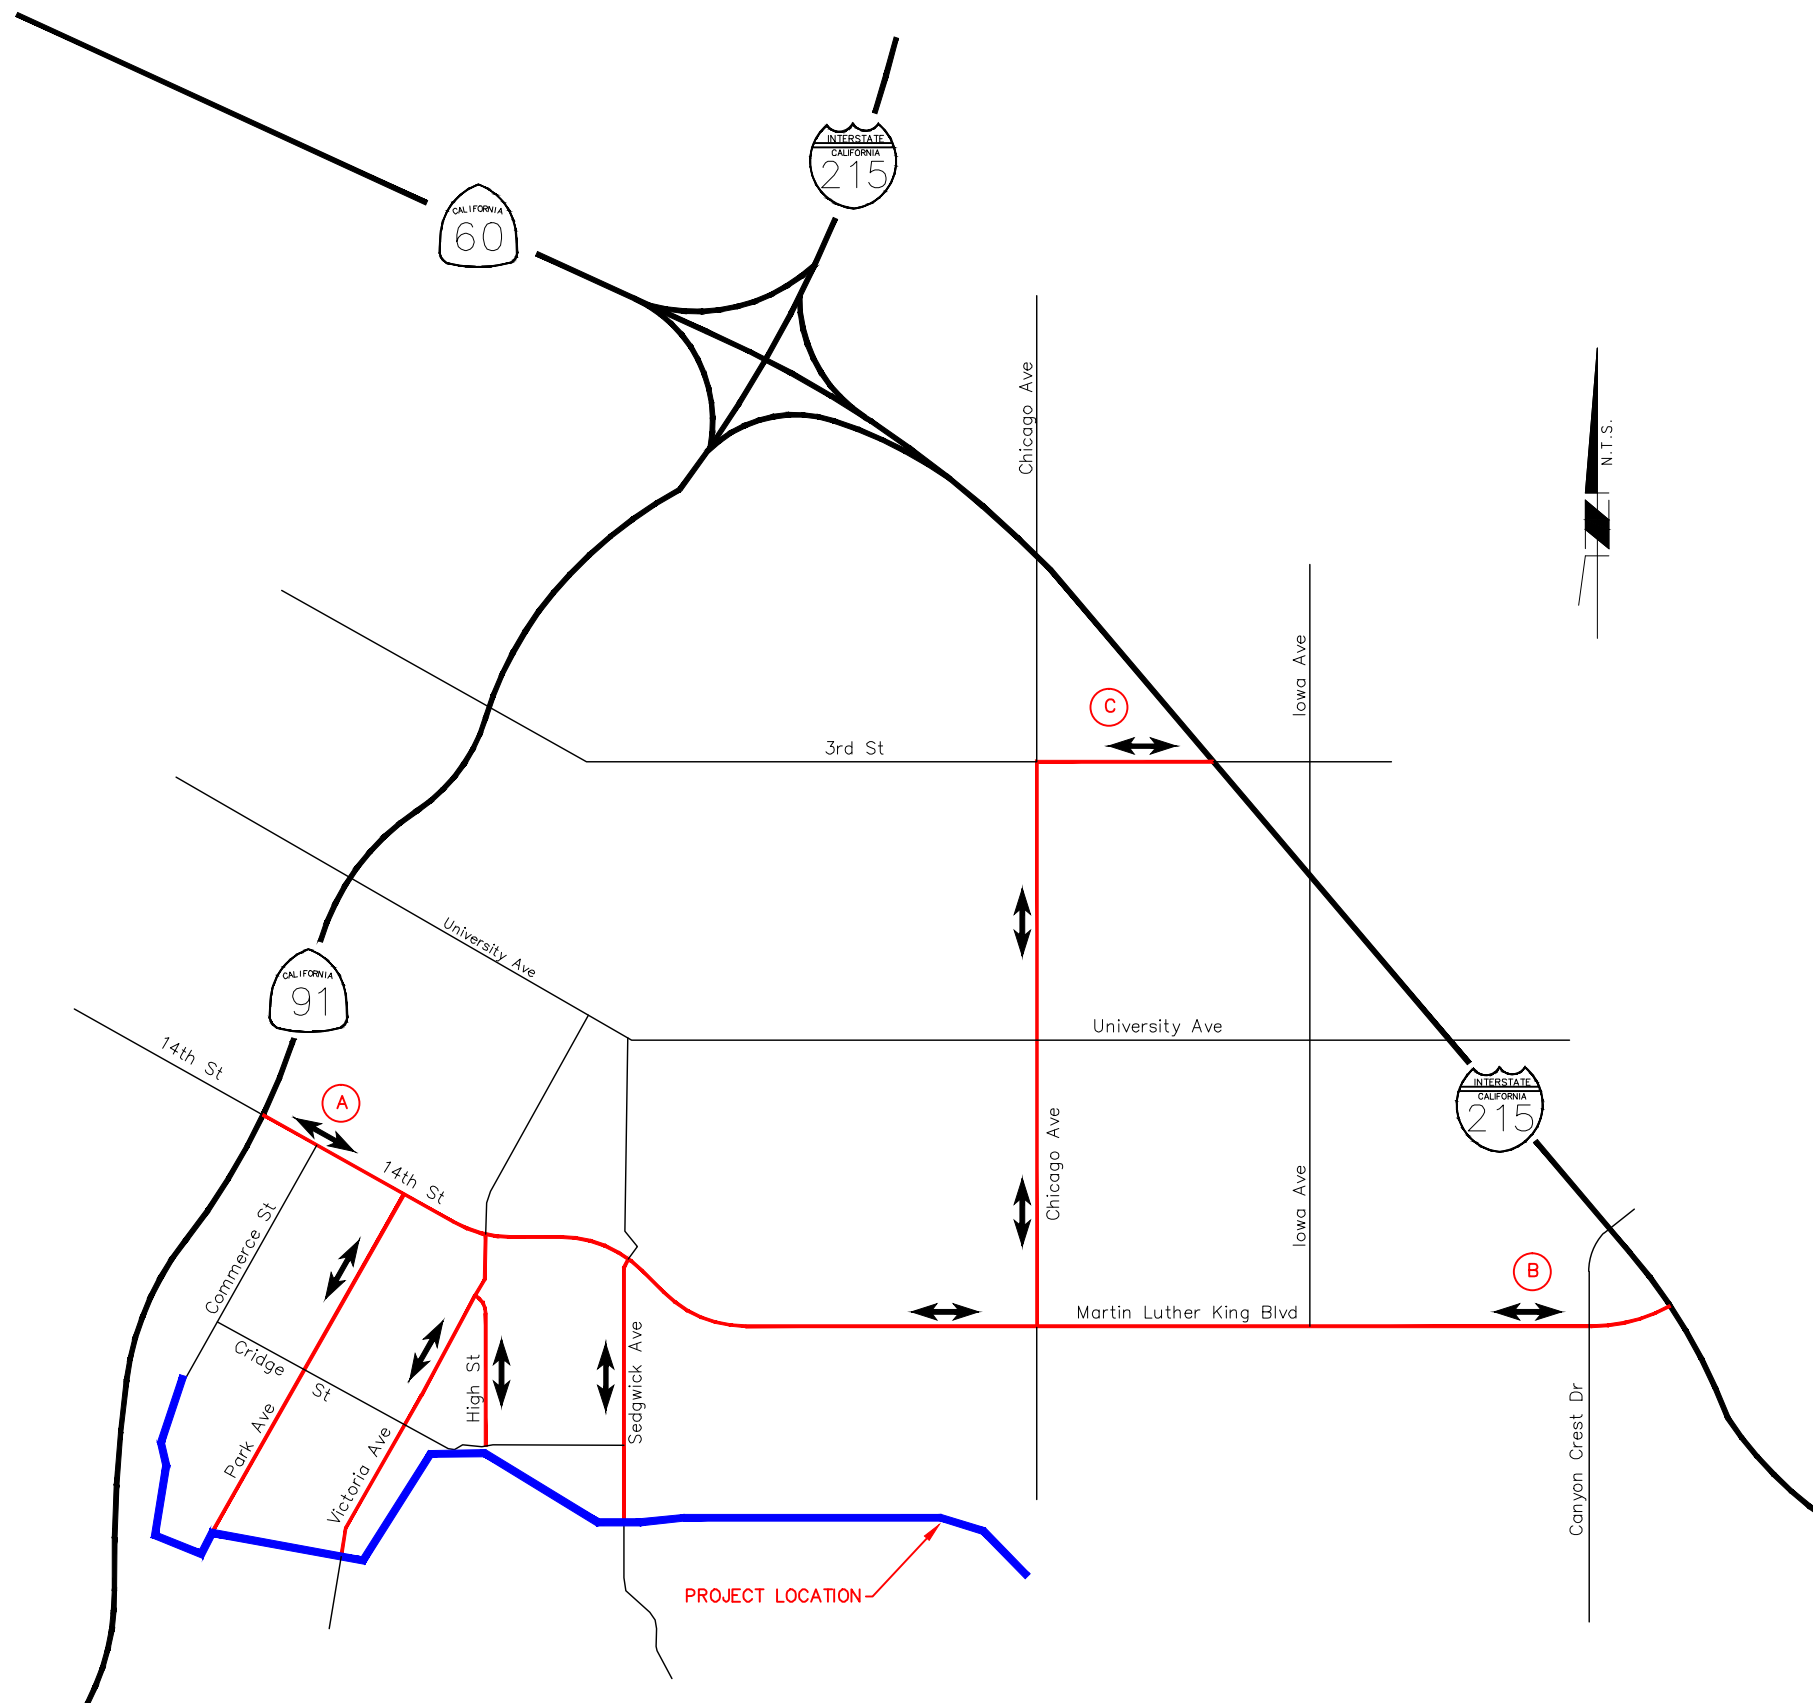 INTERSTATE
CALIFORNIA
215
CALIFORNIA
60
Chicago Ave
N.T.S.
Iowa Ave
C
3rd St
University Ave
CALIFORNIA
91
University Ave
14th St
A
INTERSTATE
CALIFORNIA
215
Chicago Ave
14th St
Iowa Ave
Commerce St
B
Martin Luther King Blvd
Cridge St
High St
Sedgwick Ave
Park Ave
Victoria Ave
Canyon Crest Dr
PROJECT LOCATION